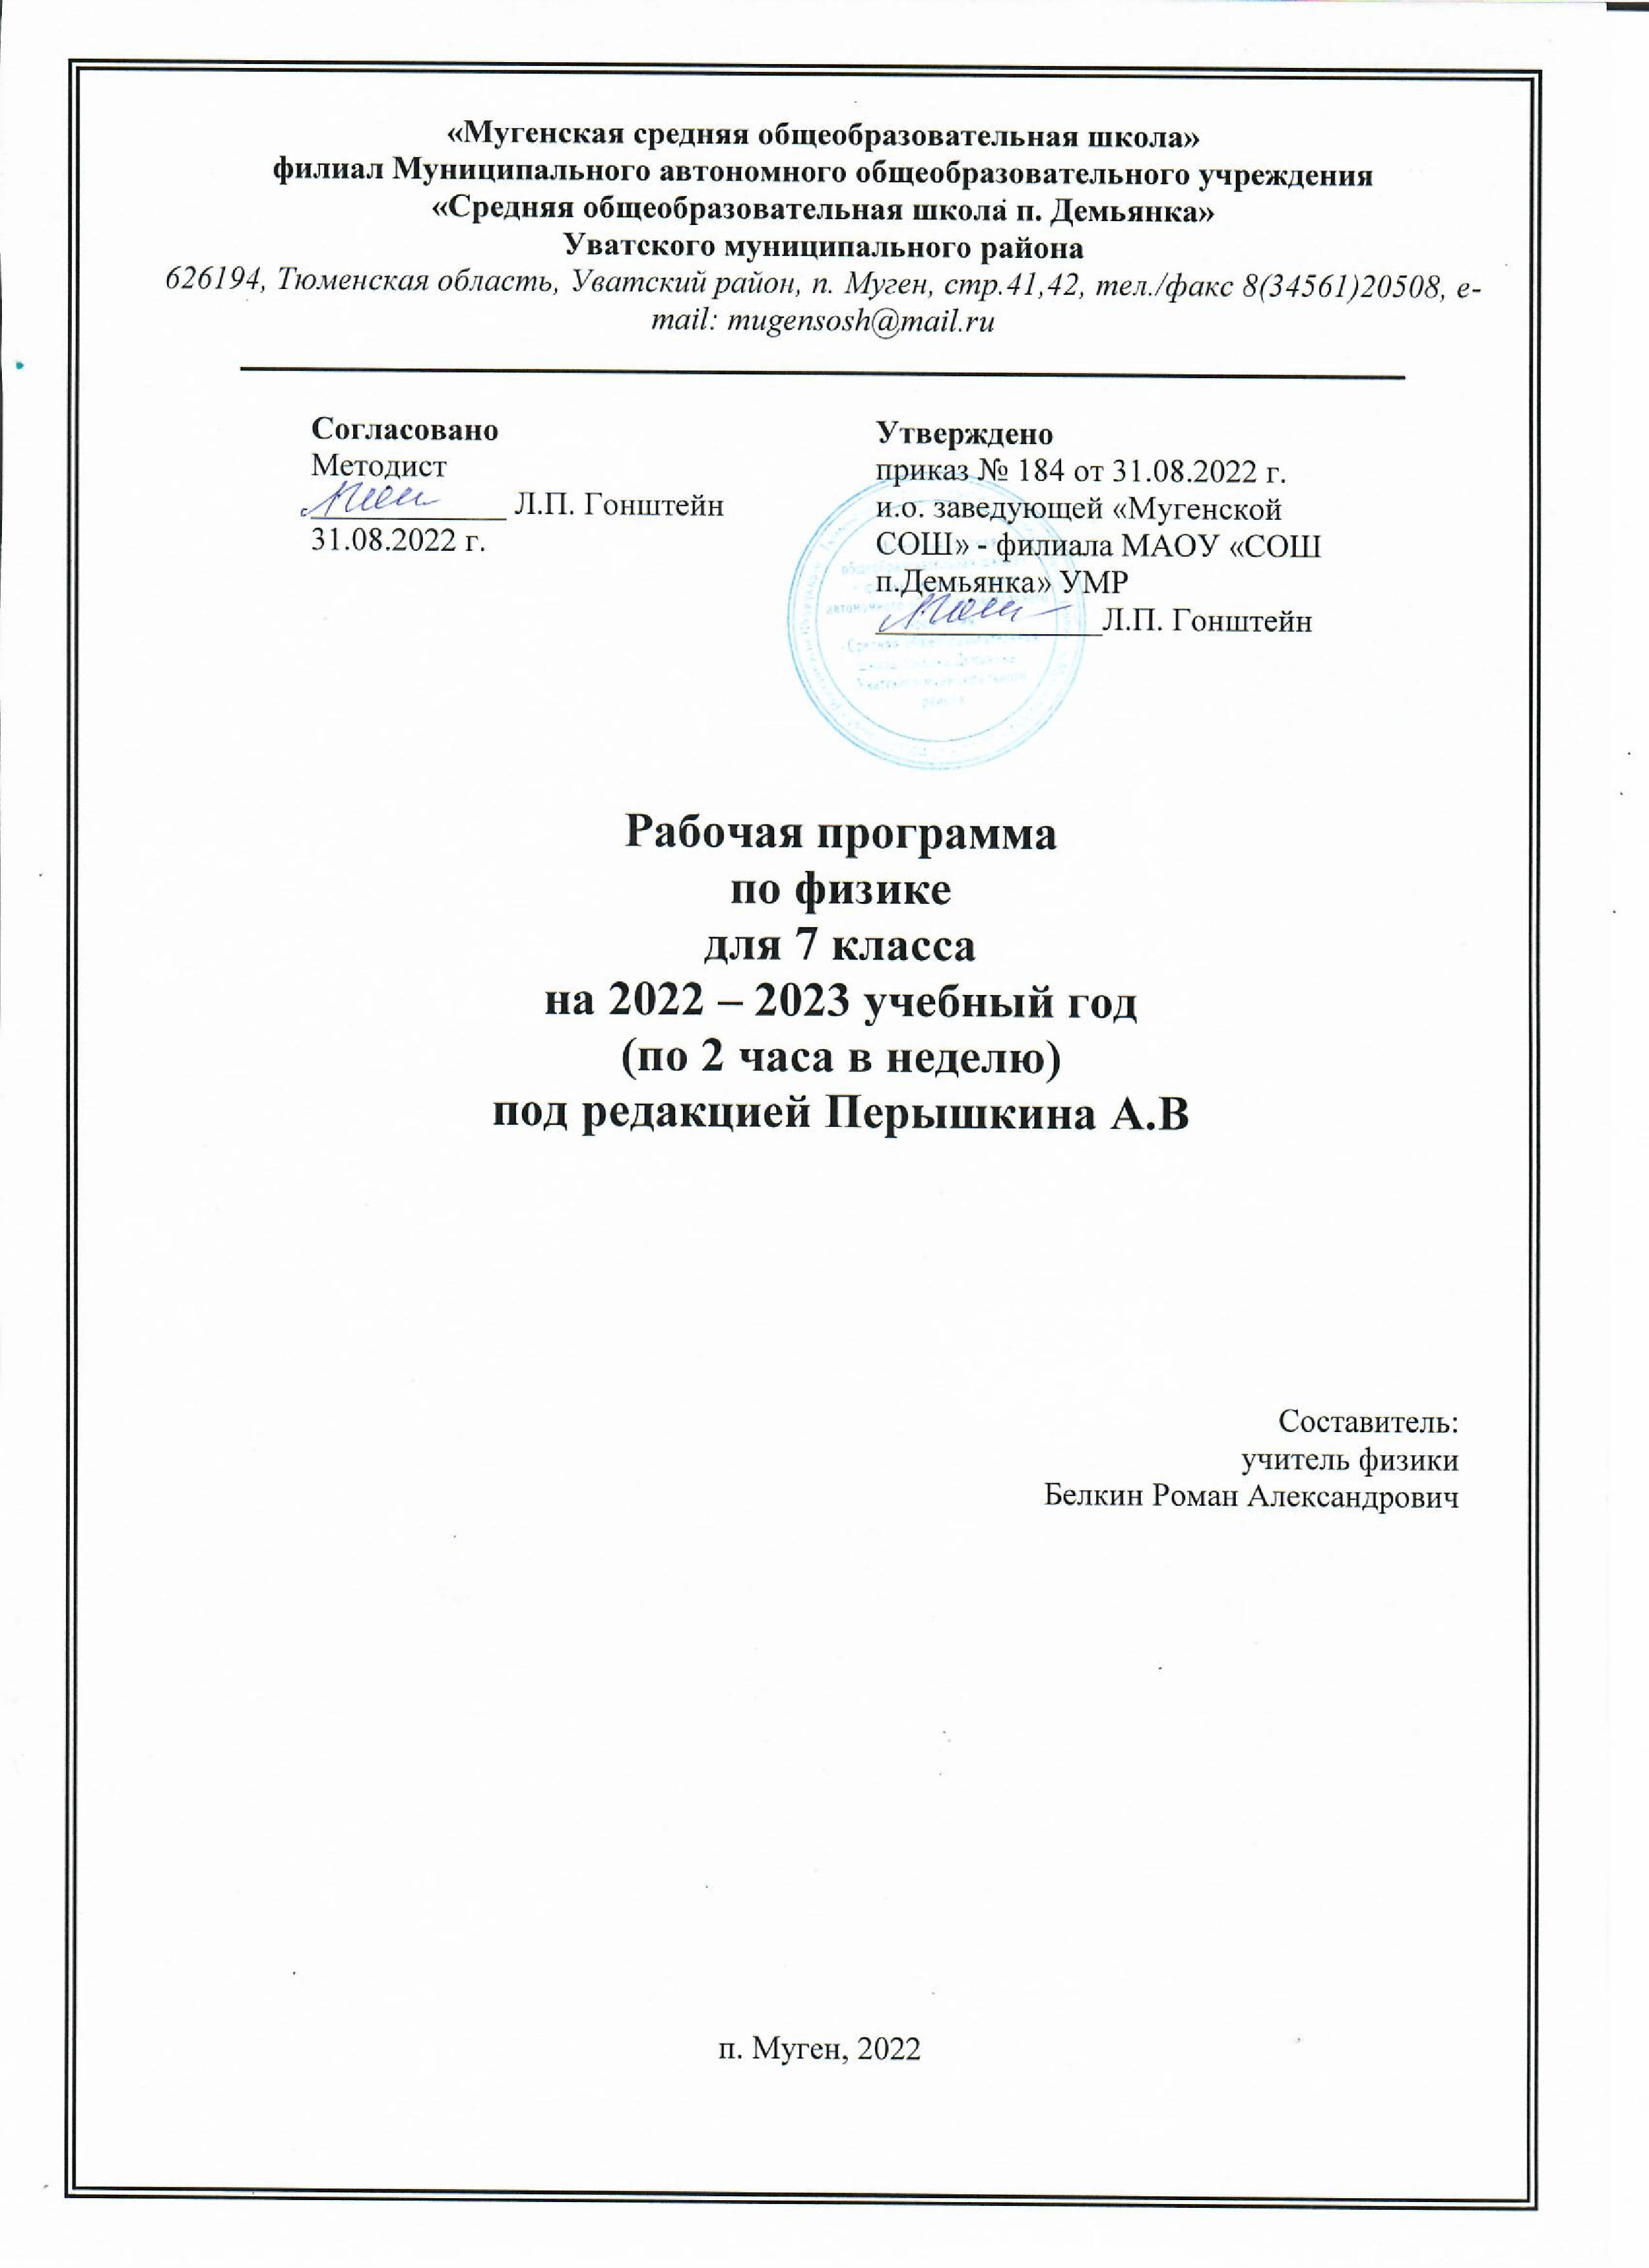 «Мугенская средняя общеобразовательная школа»
филиал Муниципального автономного общеобразовательного учреждения
«Средняя общеобразовательная школа п. Демьянка»
Уватского муниципального района
626194, Тюменская область, Уватский район, п. Муген, стр.41,42, тел./факс 8(34561)20508, e-
mail: mugensosh@mail.ru
Согласовано
Методист
____________ Л.П. Гонштейн
31.08.2022 г.
Утверждено
приказ № 184 от 31.08.2022 г.
и.о. заведующей «Мугенской
СОШ» - филиала МАОУ «СОШ
п.Демьянка» УМР
______________Л.П. Гонштейн
Рабочая программа
по физике
для 7 класса
на 2022 – 2023 учебный год
(по 2 часа в неделю)
под редакцией Перышкина А.В
Составитель:
учитель физики
Белкин Роман Александрович
п. Муген, 2022